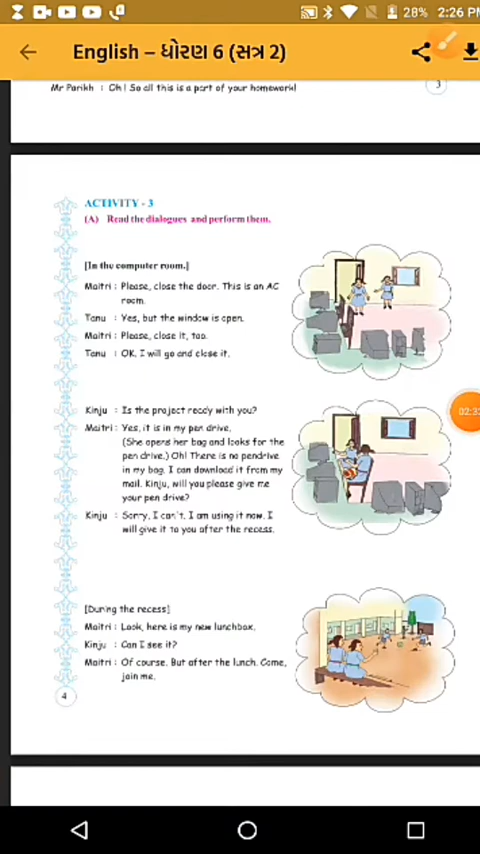 28% 2:26 PM
English – ધોરણ 6 (સત્ર 2)
Mr Parikh : Oh! So all this is a part of your homework!
3
ACTIVITY - 3
(A) Read the dialogues and perform them.
[In the computer room.]
Maitri : Please, close the door. This is an AC
room.
Tanu : Yes, but the window is open.
Maitri : Please, close it, too.
Tanu : OK. I will go and close it.
Kinju : Is the project ready with you?
Maitri : Yes, it is in my pen drive.
(She opens her bag and looks for the
pen drive.) Oh! There is no pendrive
in my bag. I can download it from my
mail. Kinju, will you please give me
your pen drive?
Kinju : Sorry, I can't. I am using it now. I
will give it to you after the recess.
[During the recess]
Maitri : Look, here is my new lunchbox.
Kinju : Can I see it?
Maitri : Of course. But after the lunch. Come,
join me.
4